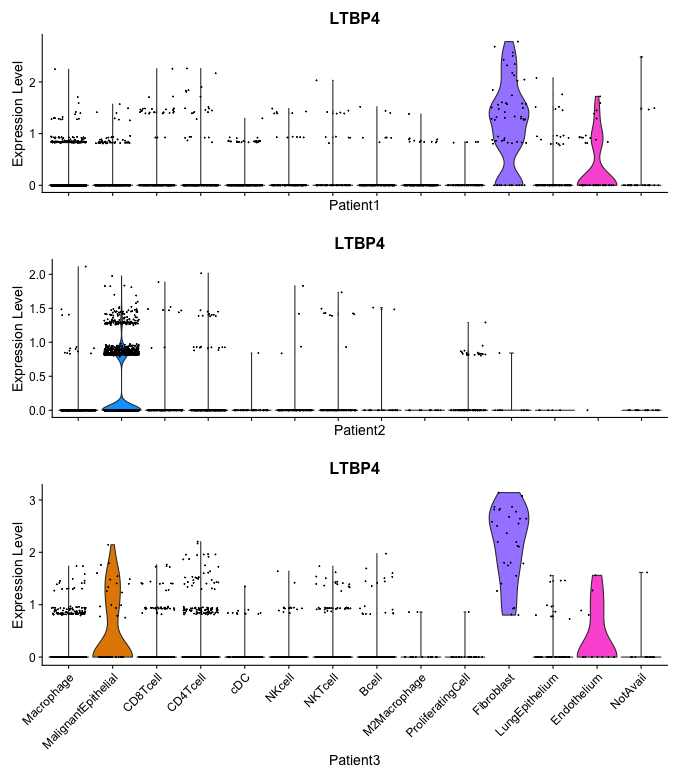 LTBP4
Expression Level
2
1
0
Patient1
LTBP4
Expression Level
2.0
1.5
1.0
0.5
0.0
Patient2
LTBP4
Expression Level
3
2
1
0
Macrophage
MalignantEpithelial
CD8Tcell
CD4Tcell
cDC
NKcell
NKTcell
Bcell
M2Macrophage
ProliferatingCell
Fibroblast
LungEpithelium
Endothelium
NotAvail
Patient3